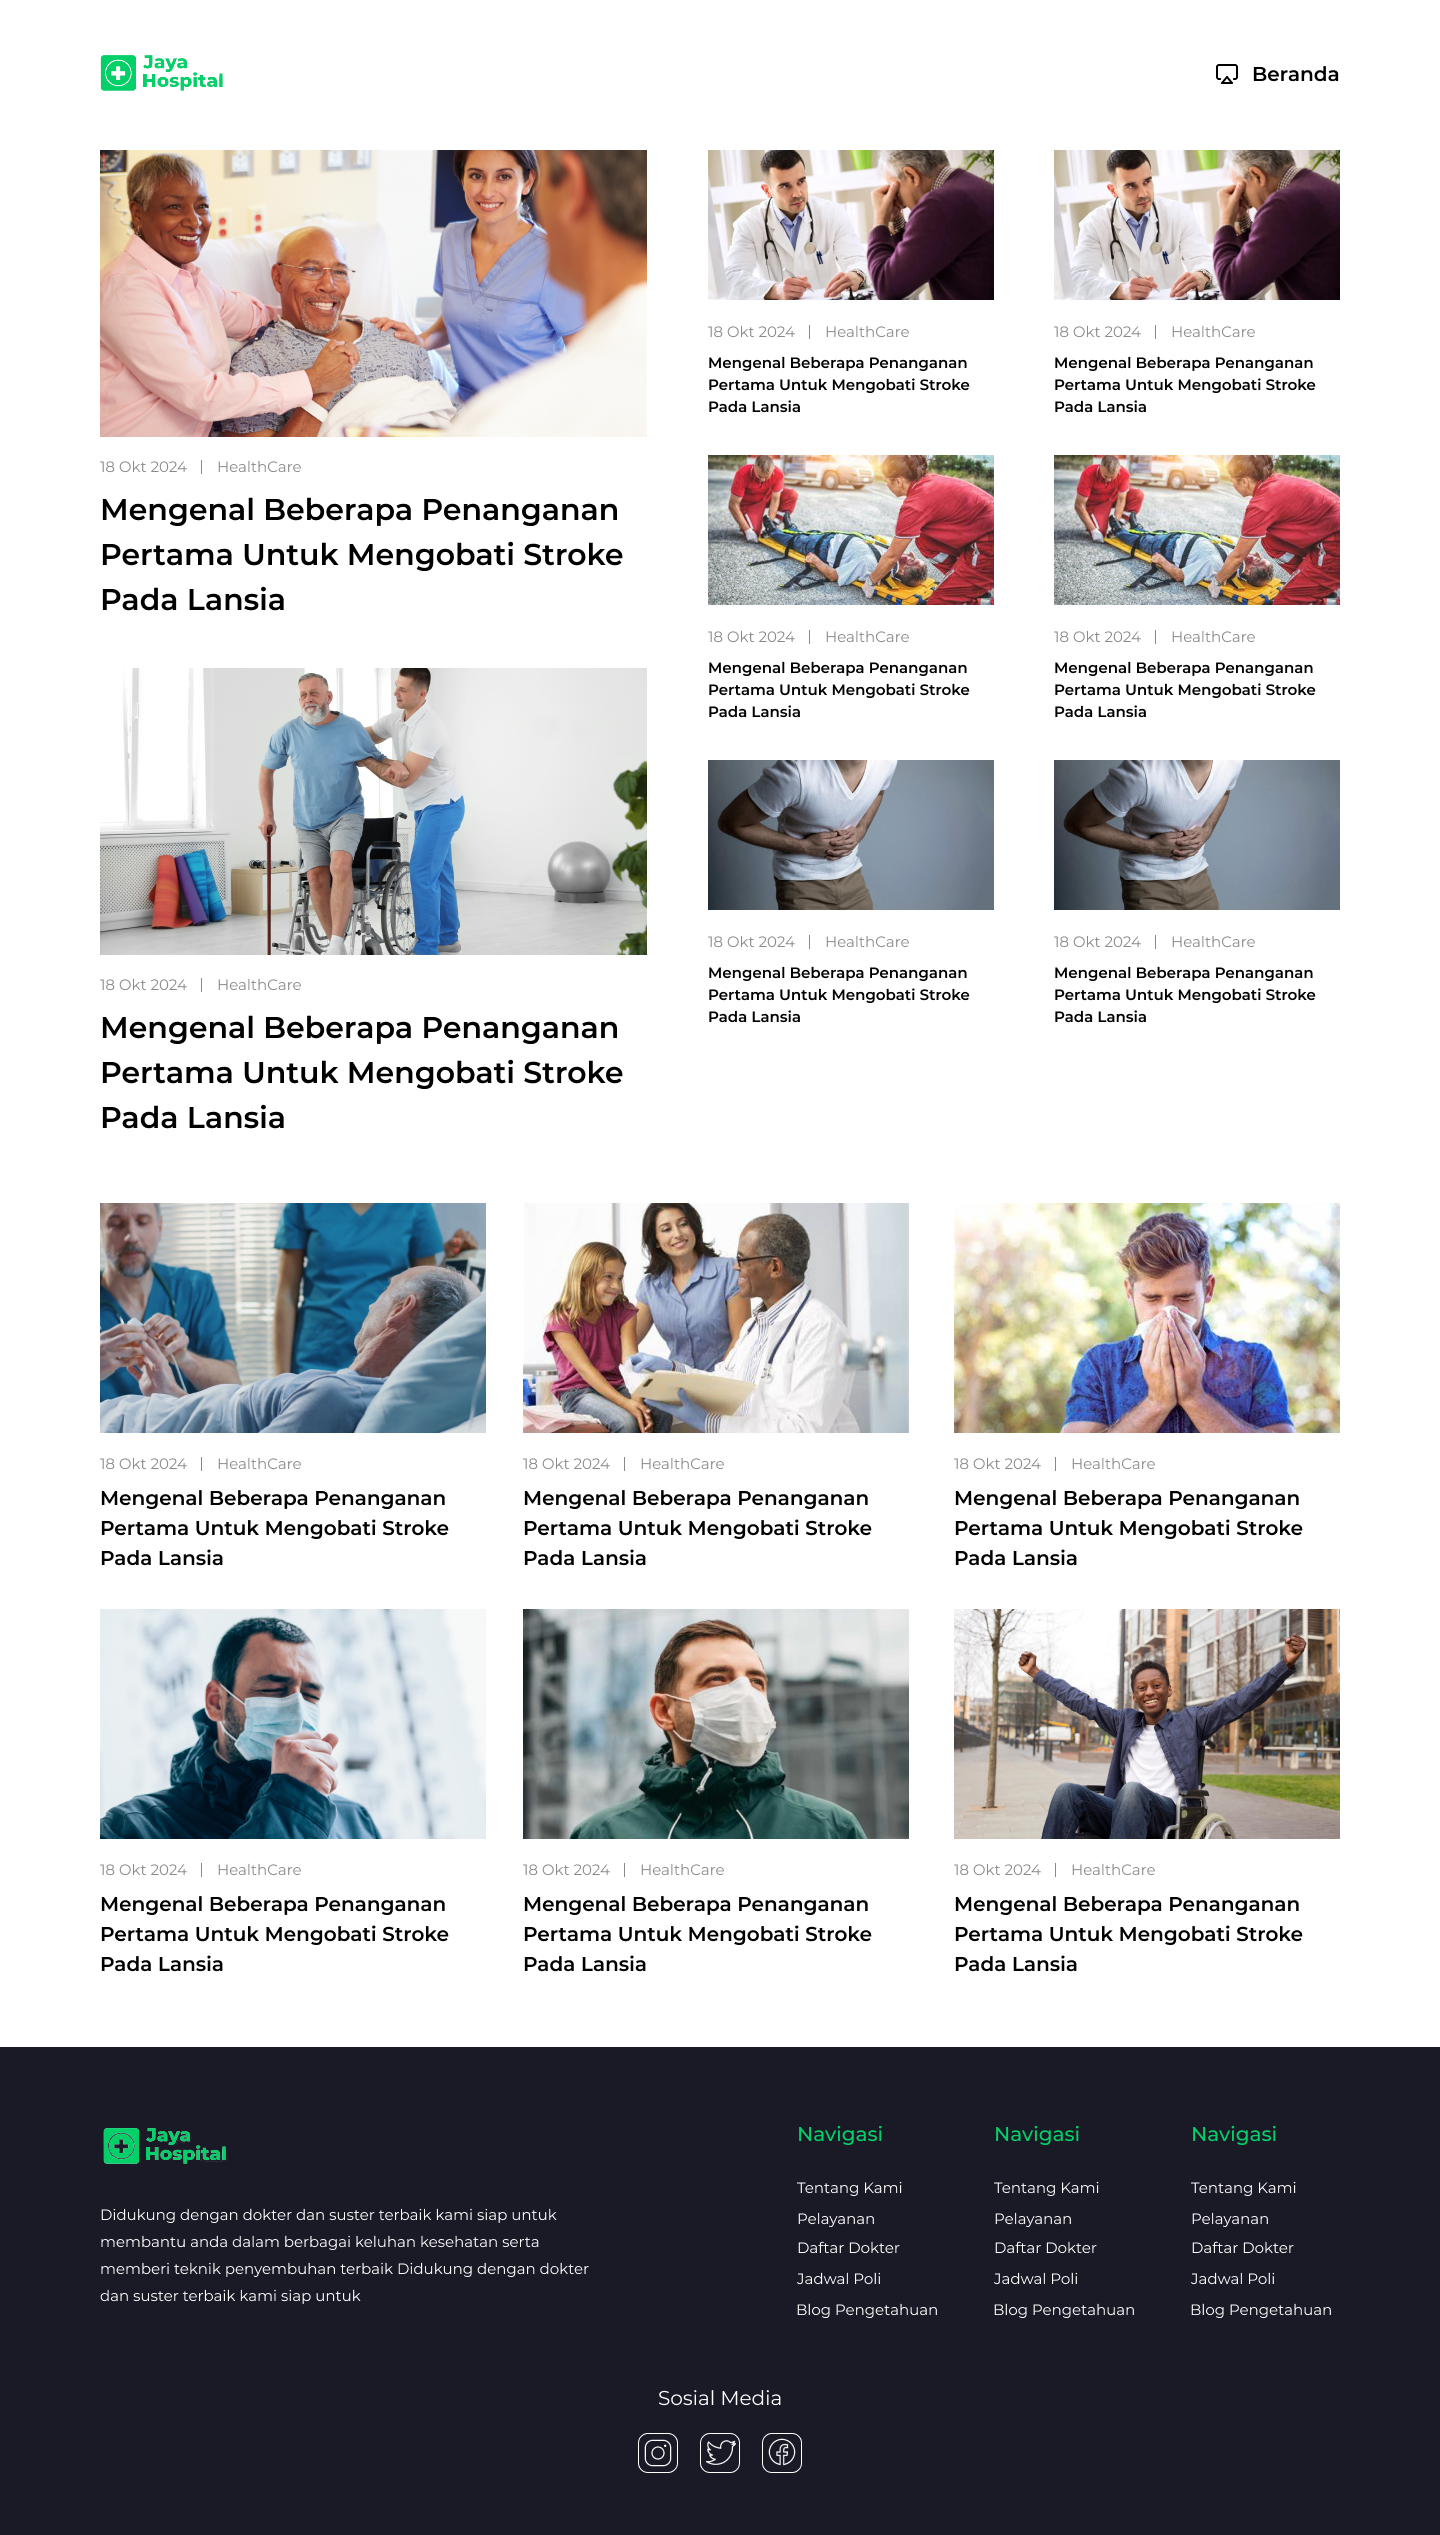 Jaya
Hospital
Beranda
18 Okt 2024 | HealthCare
Mengenal Beberapa Penanganan
Pertama Untuk Mengobati Stroke
Pada Lansia
18 Okt 2024 | HealthCare
Mengenal Beberapa Penanganan
Pertama Untuk Mengobati Stroke
Pada Lansia
18 Okt 2024 | HealthCare
Mengenal Beberapa Penanganan
Pertama Untuk Mengobati Stroke
Pada Lansia
18 Okt 2024 | HealthCare
Mengenal Beberapa Penanganan
Pertama Untuk Mengobati Stroke
Pada Lansia
18 Okt 2024 | HealthCare
Mengenal Beberapa Penanganan
Pertama Untuk Mengobati Stroke
Pada Lansia
18 Okt 2024 | HealthCare
Mengenal Beberapa Penanganan
Pertama Untuk Mengobati Stroke
Pada Lansia
18 Okt 2024 | HealthCare
Mengenal Beberapa Penanganan
Pertama Untuk Mengobati Stroke
Pada Lansia
18 Okt 2024 | HealthCare
Mengenal Beberapa Penanganan
Pertama Untuk Mengobati Stroke
Pada Lansia
18 Okt 2024 | HealthCare
Mengenal Beberapa Penanganan
Pertama Untuk Mengobati Stroke
Pada Lansia
18 Okt 2024 | HealthCare
Mengenal Beberapa Penanganan
Pertama Untuk Mengobati Stroke
Pada Lansia
18 Okt 2024 | HealthCare
Mengenal Beberapa Penanganan
Pertama Untuk Mengobati Stroke
Pada Lansia
18 Okt 2024 | HealthCare
Mengenal Beberapa Penanganan
Pertama Untuk Mengobati Stroke
Pada Lansia
18 Okt 2024 | HealthCare
Mengenal Beberapa Penanganan
Pertama Untuk Mengobati Stroke
Pada Lansia
18 Okt 2024 | HealthCare
Mengenal Beberapa Penanganan
Pertama Untuk Mengobati Stroke
Pada Lansia
Jaya
Hospital
Didukung dengan dokter dan suster terbaik kami siap untuk
membantu anda dalam berbagai keluhan kesehatan serta
memberi teknik penyembuhan terbaik Didukung dengan dokter
dan suster terbaik kami siap untuk
Navigasi
Tentang Kami
Pelayanan
Daftar Dokter
Jadwal Poli
Blog Pengetahuan
Navigasi
Tentang Kami
Pelayanan
Daftar Dokter
Jadwal Poli
Blog Pengetahuan
Navigasi
Tentang Kami
Pelayanan
Daftar Dokter
Jadwal Poli
Blog Pengetahuan
Sosial Media